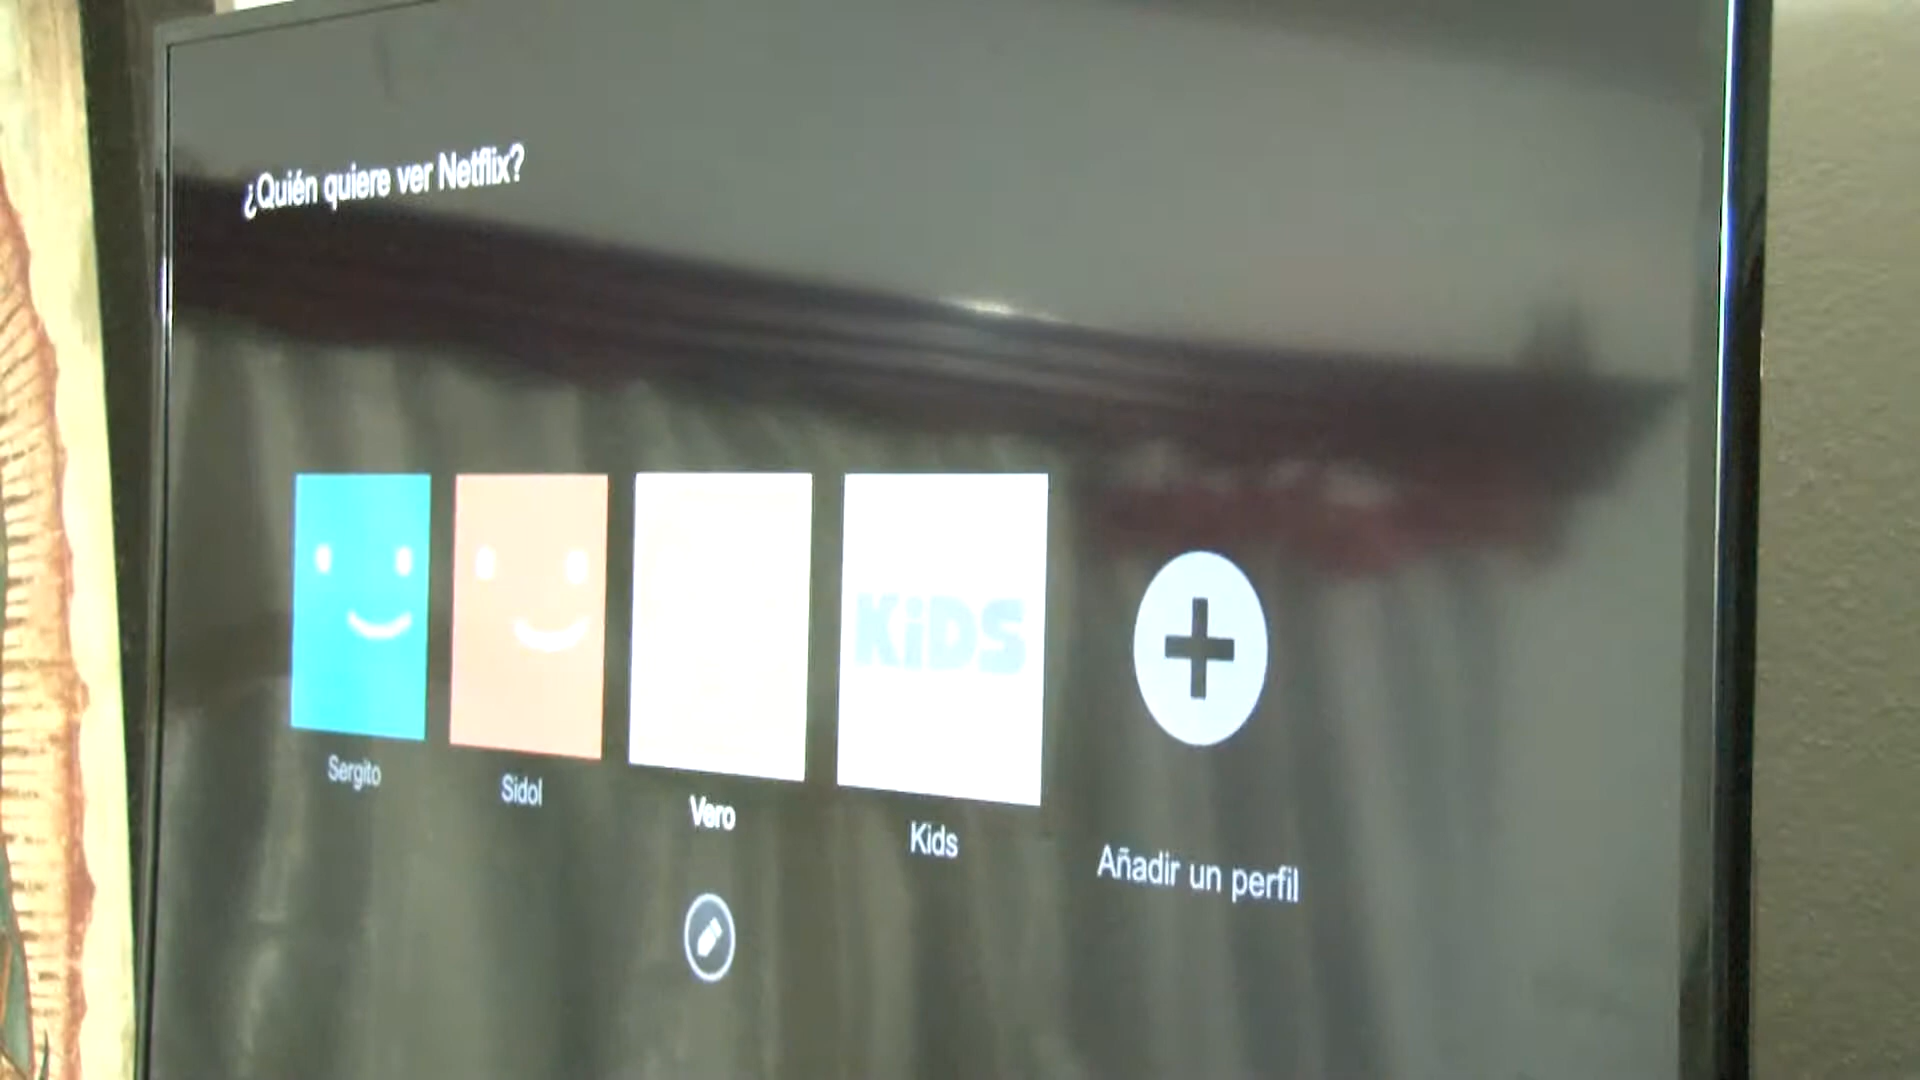 ¿Quién quiere ver Netflix?
KiDS
Sergito
Sidol
Vero
Kids
Añadir un perfil